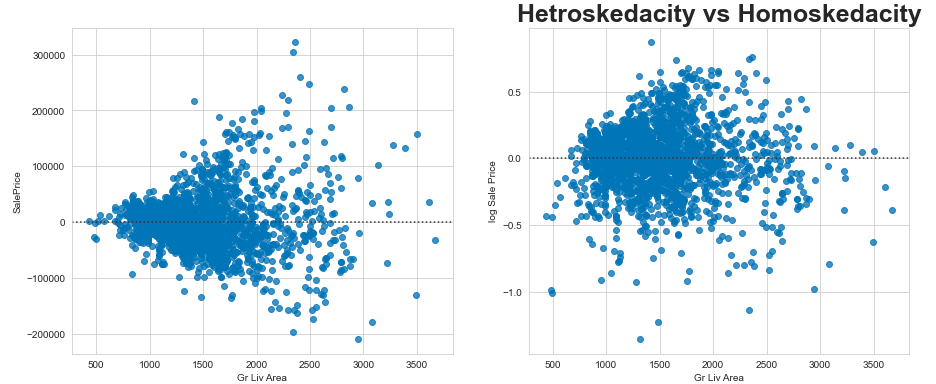 Hetroskedacity vs Homoskedacity
300000
200000
100000
0
−100000
−200000
SalePrice
500 1000 1500 2000 2500 3000 3500
Gr Liv Area
0.5
0.0
−0.5
−1.0
log Sale Price
500 1000 1500 2000 2500 3000 3500
Gr Liv Area